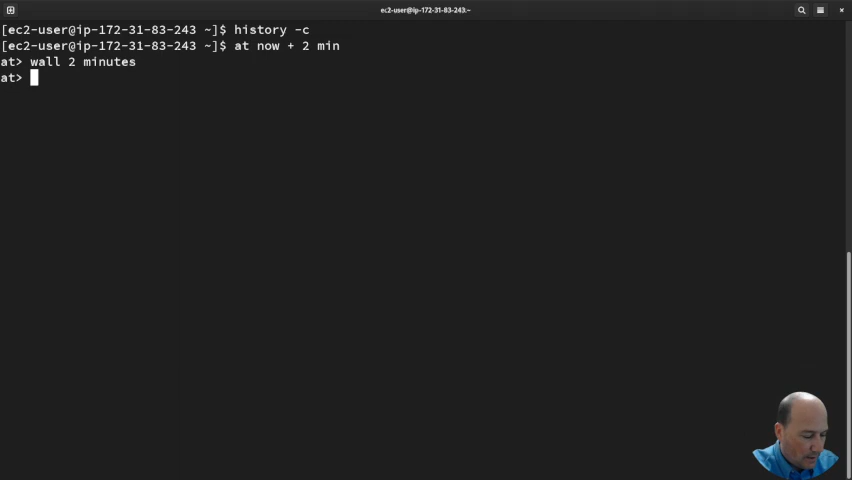 ec2-user@ip-172-31-83-243:~
[ec2-user@ip-172-31-83-243 ~]$ history -c
[ec2-user@ip-172-31-83-243 ~]$ at now + 2 min
at> wall 2 minutes
at>